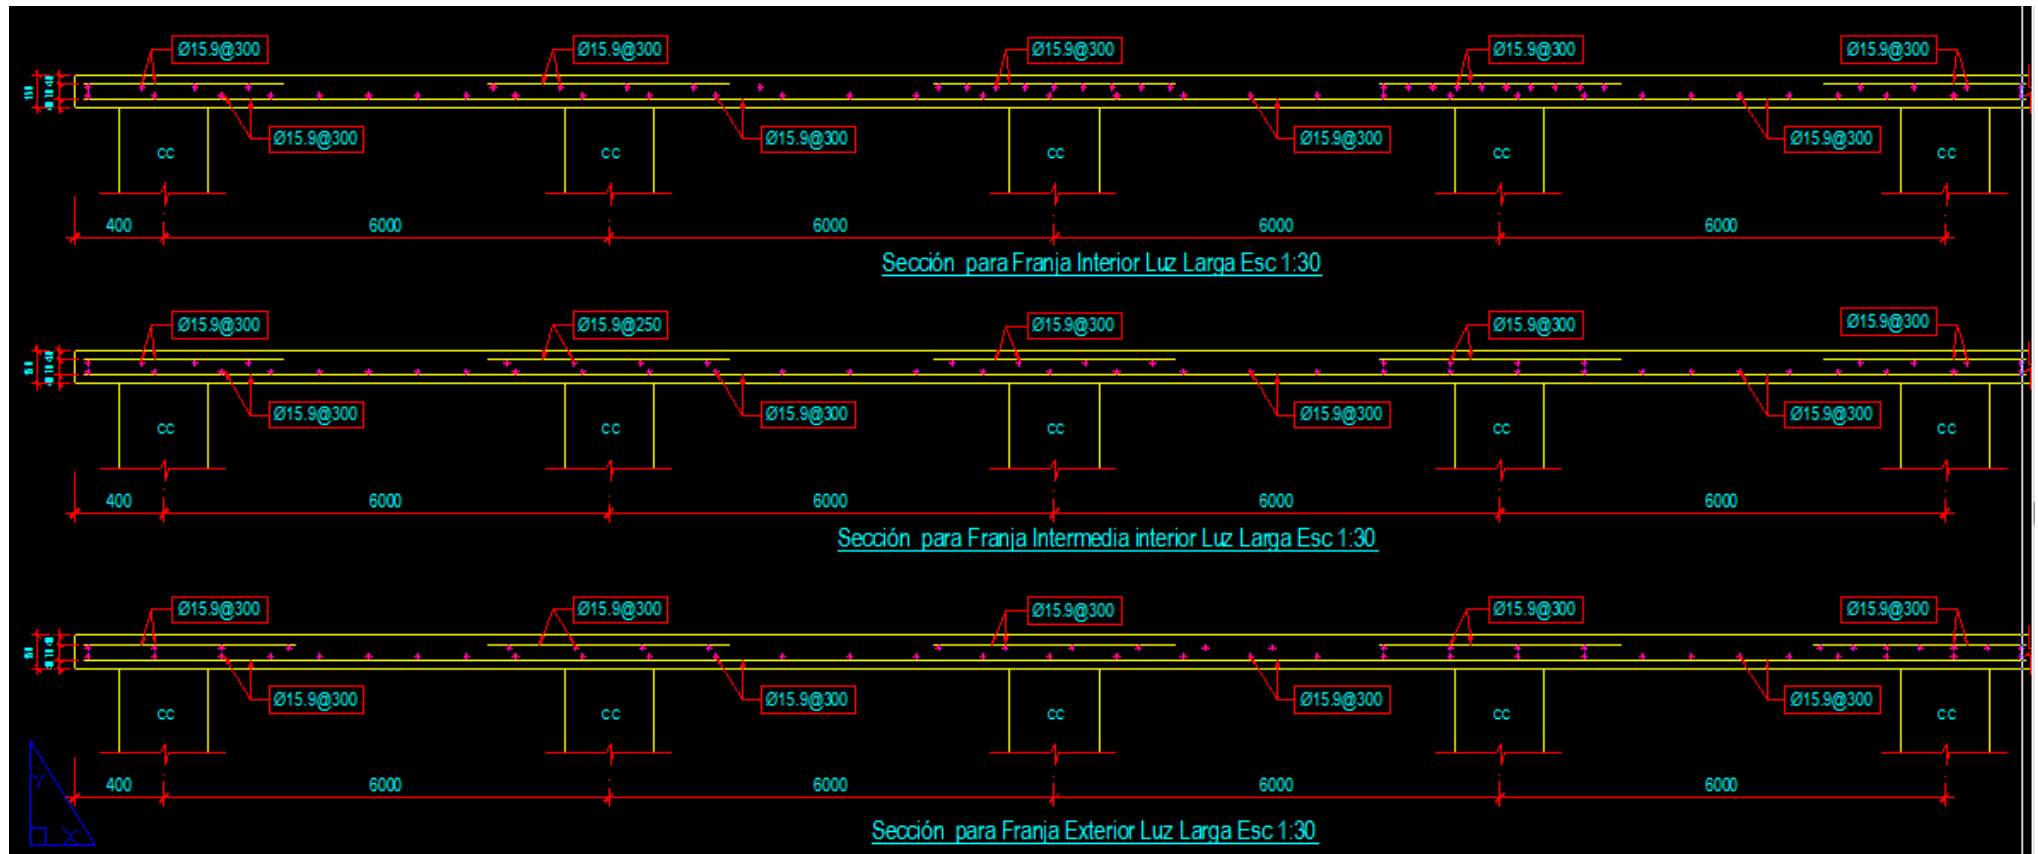 Ø15.9@300 Ø15.9@300 Ø15.9@300 Ø15.9@300 Ø15.9@300
Ø15.9@300 Ø15.9@300 Ø15.9@300 Ø15.9@300
CC CC CC CC CC
400 6000 6000 6000 6000
Sección para Franja Interior Luz Larga Esc 1:30
Ø15.9@300 Ø15.9@250 Ø15.9@300 Ø15.9@300 Ø15.9@300
Ø15.9@300 Ø15.9@300 Ø15.9@300 Ø15.9@300
CC CC CC CC CC
400 6000 6000 6000 6000
Sección para Franja Intermedia interior Luz Larga Esc 1:30
Ø15.9@300 Ø15.9@300 Ø15.9@300 Ø15.9@300 Ø15.9@300
Ø15.9@300 Ø15.9@300 Ø15.9@300 Ø15.9@300
CC CC CC CC CC
400 6000 6000 6000 6000
Y
X
Sección para Franja Exterior Luz Larga Esc 1:30